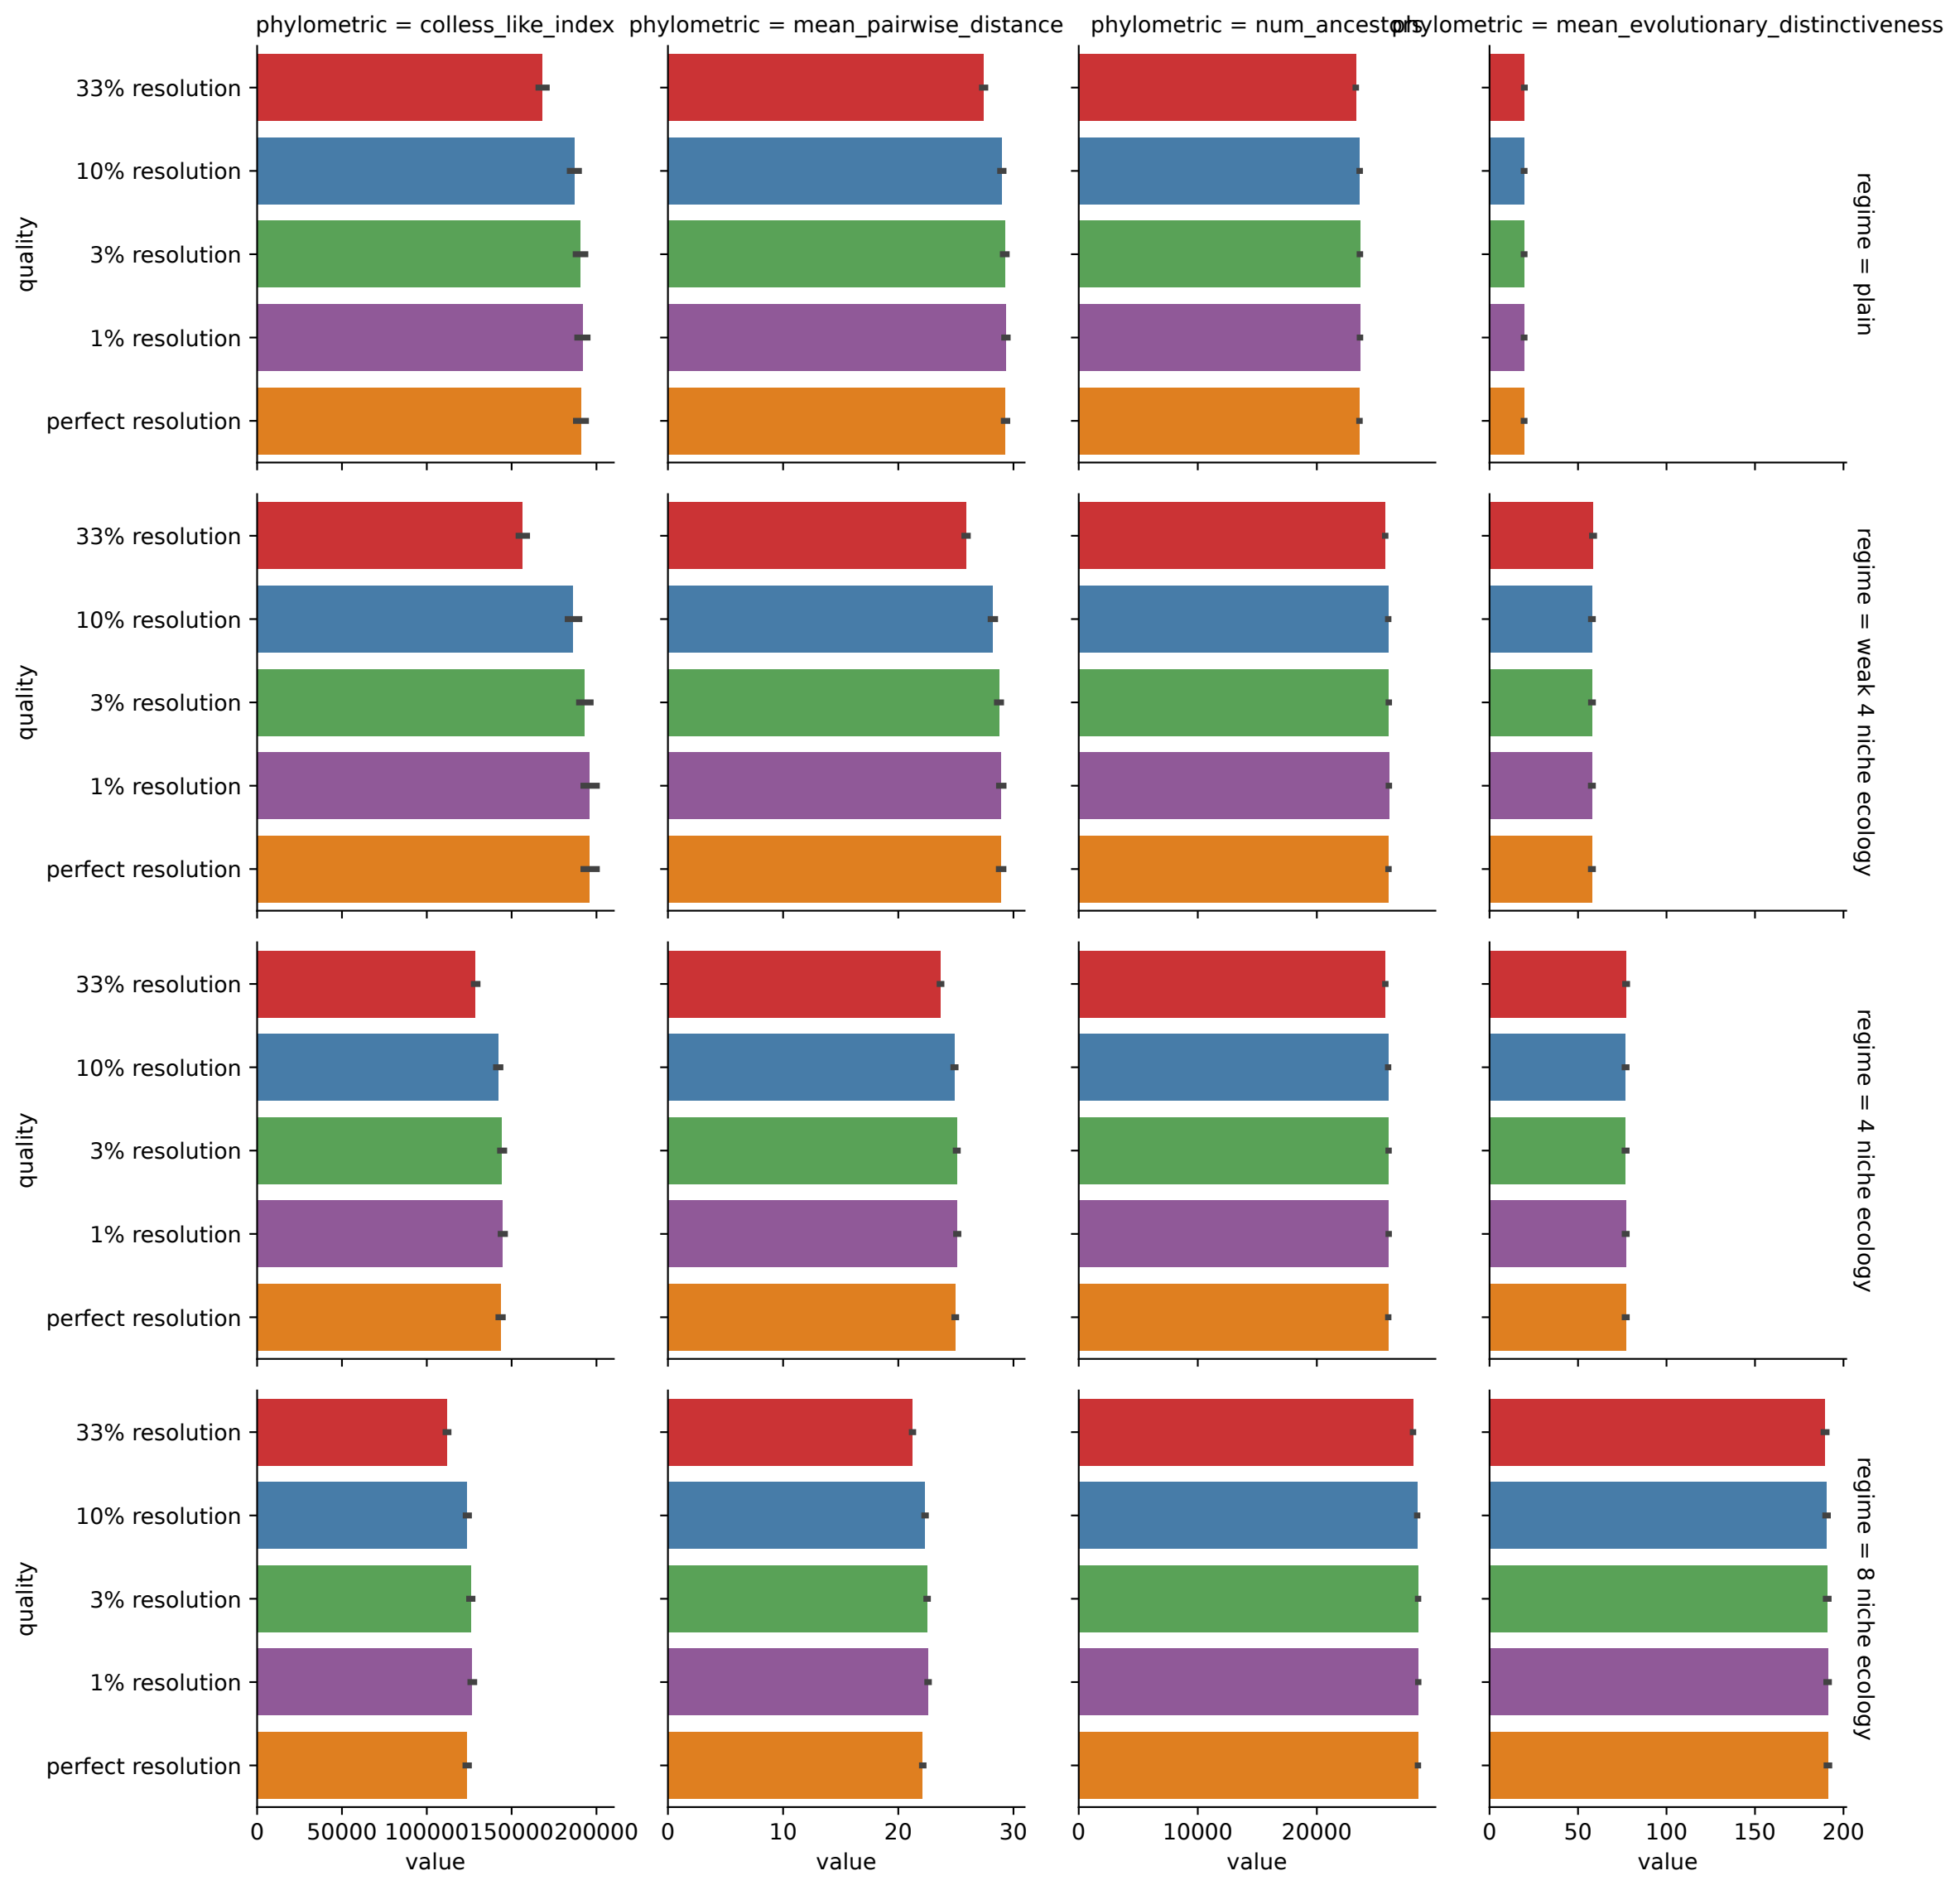 phylometric = colless_like_index
phylometric = mean_pairwise_distance
phylometric = num_ancestors
phylometric = mean_evolutionary_distinctiveness
quality
33% resolution
10% resolution
3% resolution
1% resolution
perfect resolution
regime = plain
quality
33% resolution
10% resolution
3% resolution
1% resolution
perfect resolution
regime = weak 4 niche ecology
quality
33% resolution
10% resolution
3% resolution
1% resolution
perfect resolution
regime = 4 niche ecology
quality
33% resolution
10% resolution
3% resolution
1% resolution
perfect resolution
regime = 8 niche ecology
0 50000 100000 150000 200000
0 10 20 30
0 10000 20000
0 50 100 150 200
value
value
value
value